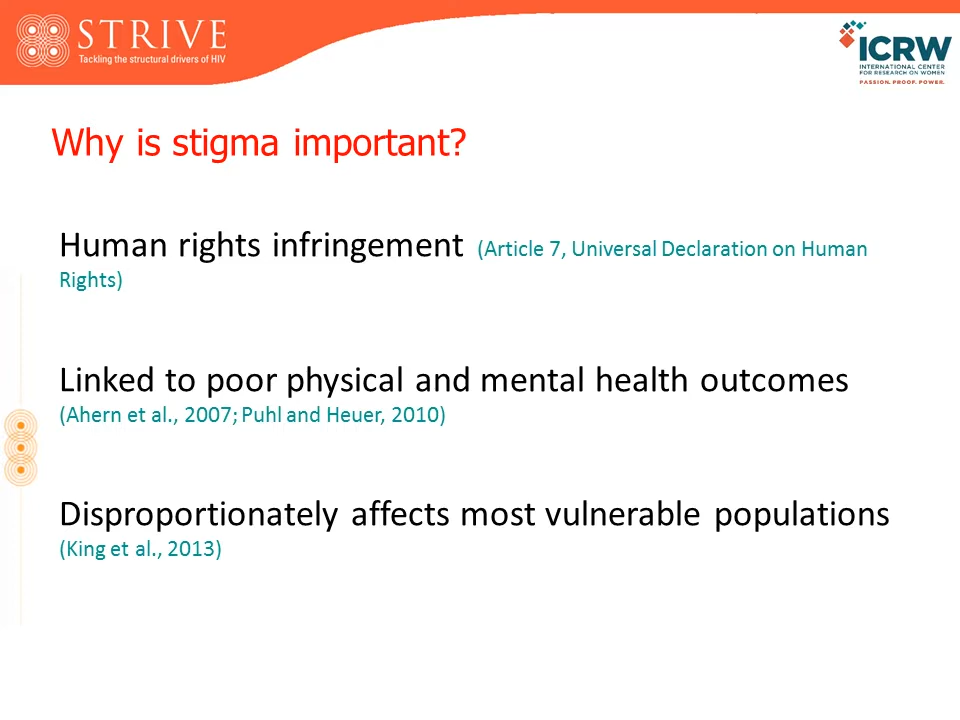 STRIVE
Tackling the structural drivers of HIV
ICRW
INTERNATIONAL CENTER
FOR RESEARCH ON WOMEN
PASSION. PROOF. POWER.
Why is stigma important?
Human rights infringement (Article 7, Universal Declaration on Human
Rights)
Linked to poor physical and mental health outcomes
(Ahern et al., 2007; Puhl and Heuer, 2010)
Disproportionately affects most vulnerable populations
(King et al., 2013)